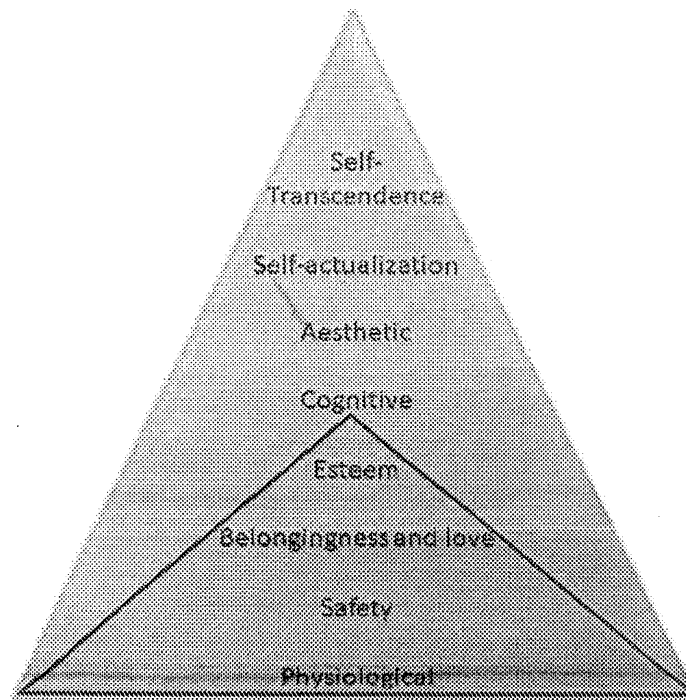 Self-
Transcendence
Self-actualization
Aesthetic
Cognitive
Esteem
Belongingness and love
Safety
Physiological